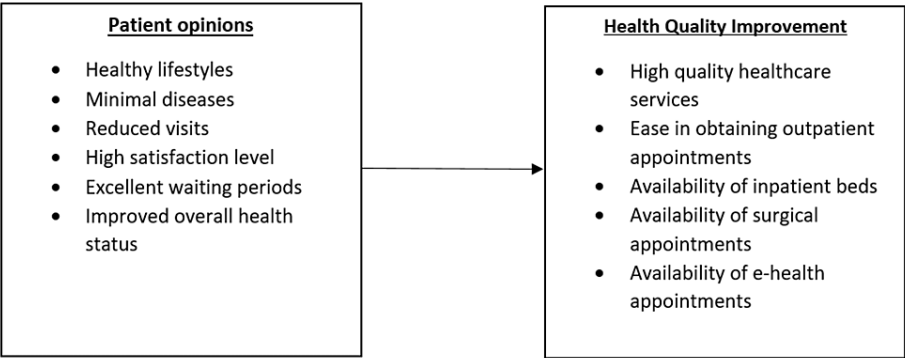 Patient opinions
• Healthy lifestyles
• Minimal diseases
• Reduced visits
• High satisfaction level
• Excellent waiting periods
• Improved overall health
status
Health Quality Improvement
• High quality healthcare
services
• Ease in obtaining outpatient
appointments
• Availability of inpatient beds
• Availability of surgical
appointments
• Availability of e-health
appointments